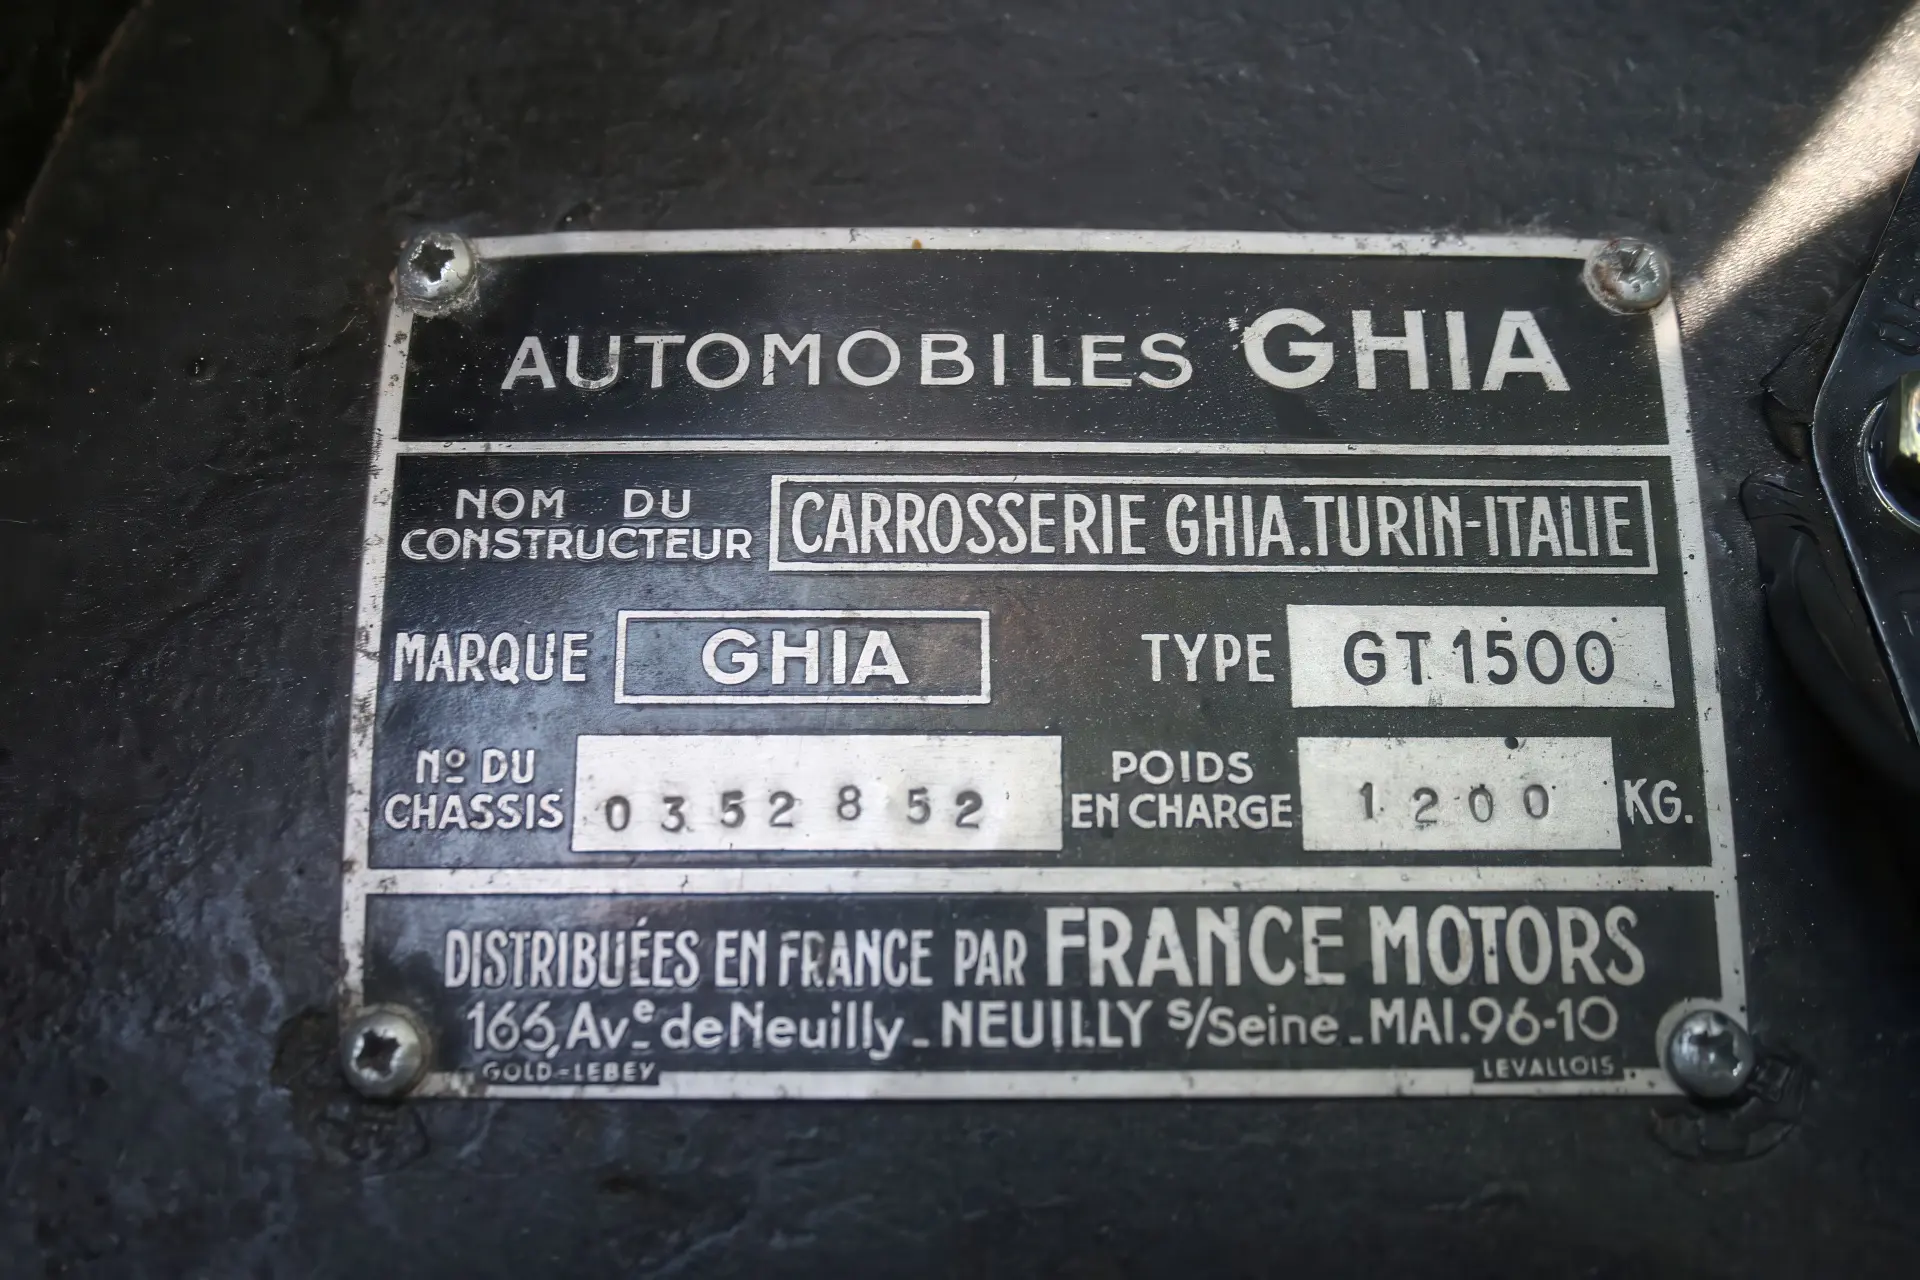 AUTOMOBILES GHIA
NOM DU
CONSTRUCTEUR
CARROSSERIE GHIA.TURIN-ITALIE
MARQUE GHIA TYPE GT 1500
Nº DU
CHASSIS
0352852
POIDS
EN CHARGE
1200 KG.
DISTRIBUÉES EN FRANCE PAR FRANCE MOTORS
166, Avᵉ de Neuilly - NEUILLY s/Seine - MAI.96-10
GOLD-LEBEY LEVALLOIS